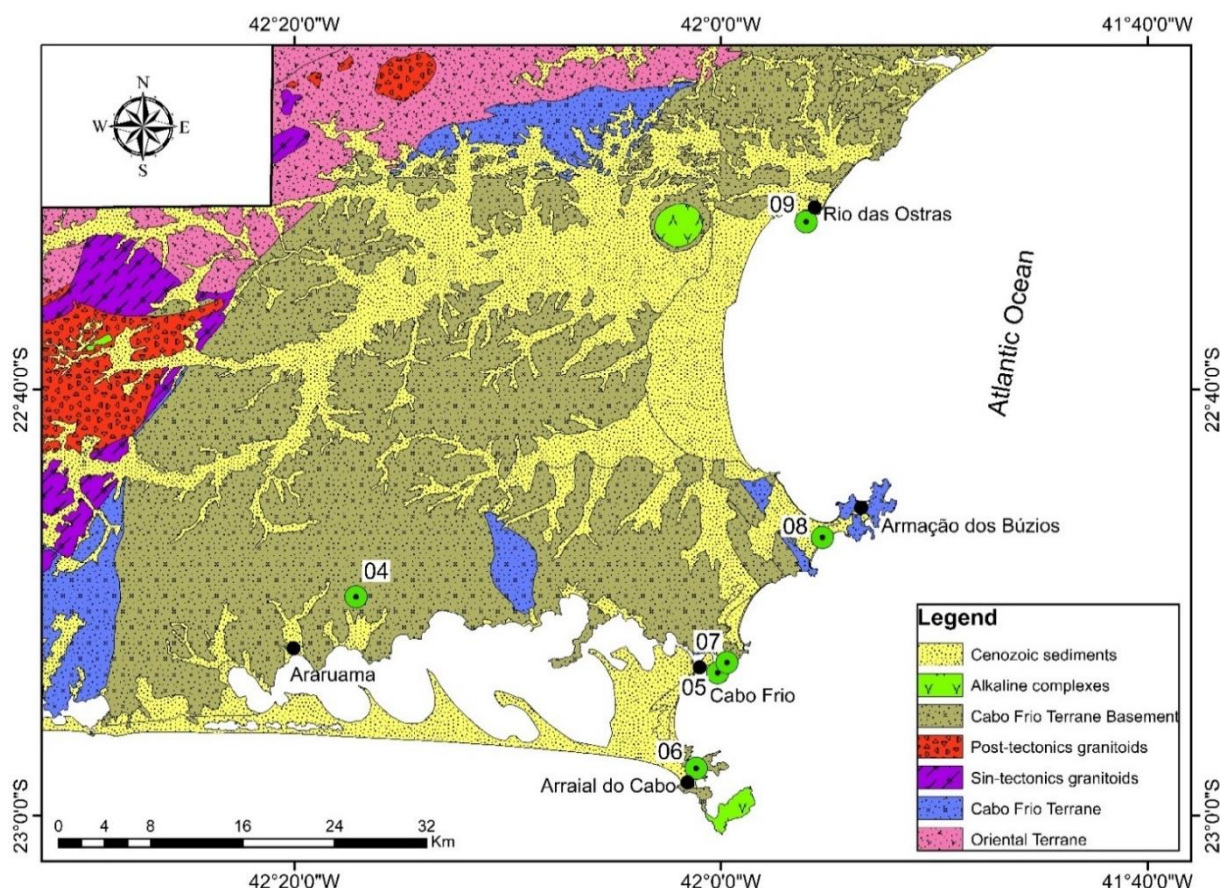 42°20'0"W 42°0'0"W 41°40'0"W
N
W E
S
09
Rio das Ostras
Atlantic Ocean
22°40'0"S 22°40'0"S
08
Armação dos Búzios
04
Araruama
07
05 Cabo Frio
06
Arraial do Cabo
Legend
Cenozoic sediments
Alkaline complexes
Cabo Frio Terrane Basement
Post-tectonics granitoids
Sin-tectonics granitoids
Cabo Frio Terrane
Oriental Terrane
23°0'0"S 23°0'0"S
0 4 8 16 24 32
Km
42°20'0"W 42°0'0"W 41°40'0"W